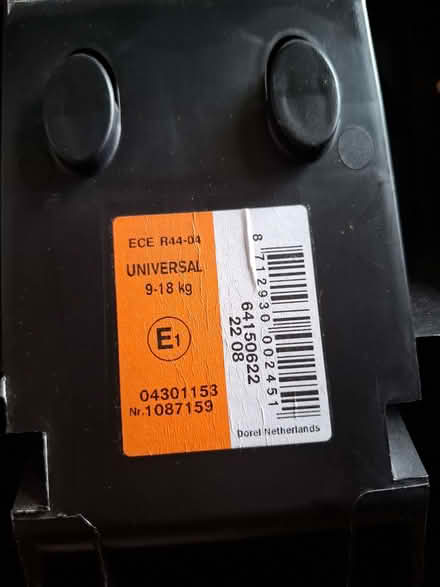 ECE R44-04
UNIVERSAL
9-18 kg
E1
04301153
Nr.1087159
8 712930 002451
64150622
22 08
Dorel Netherlands